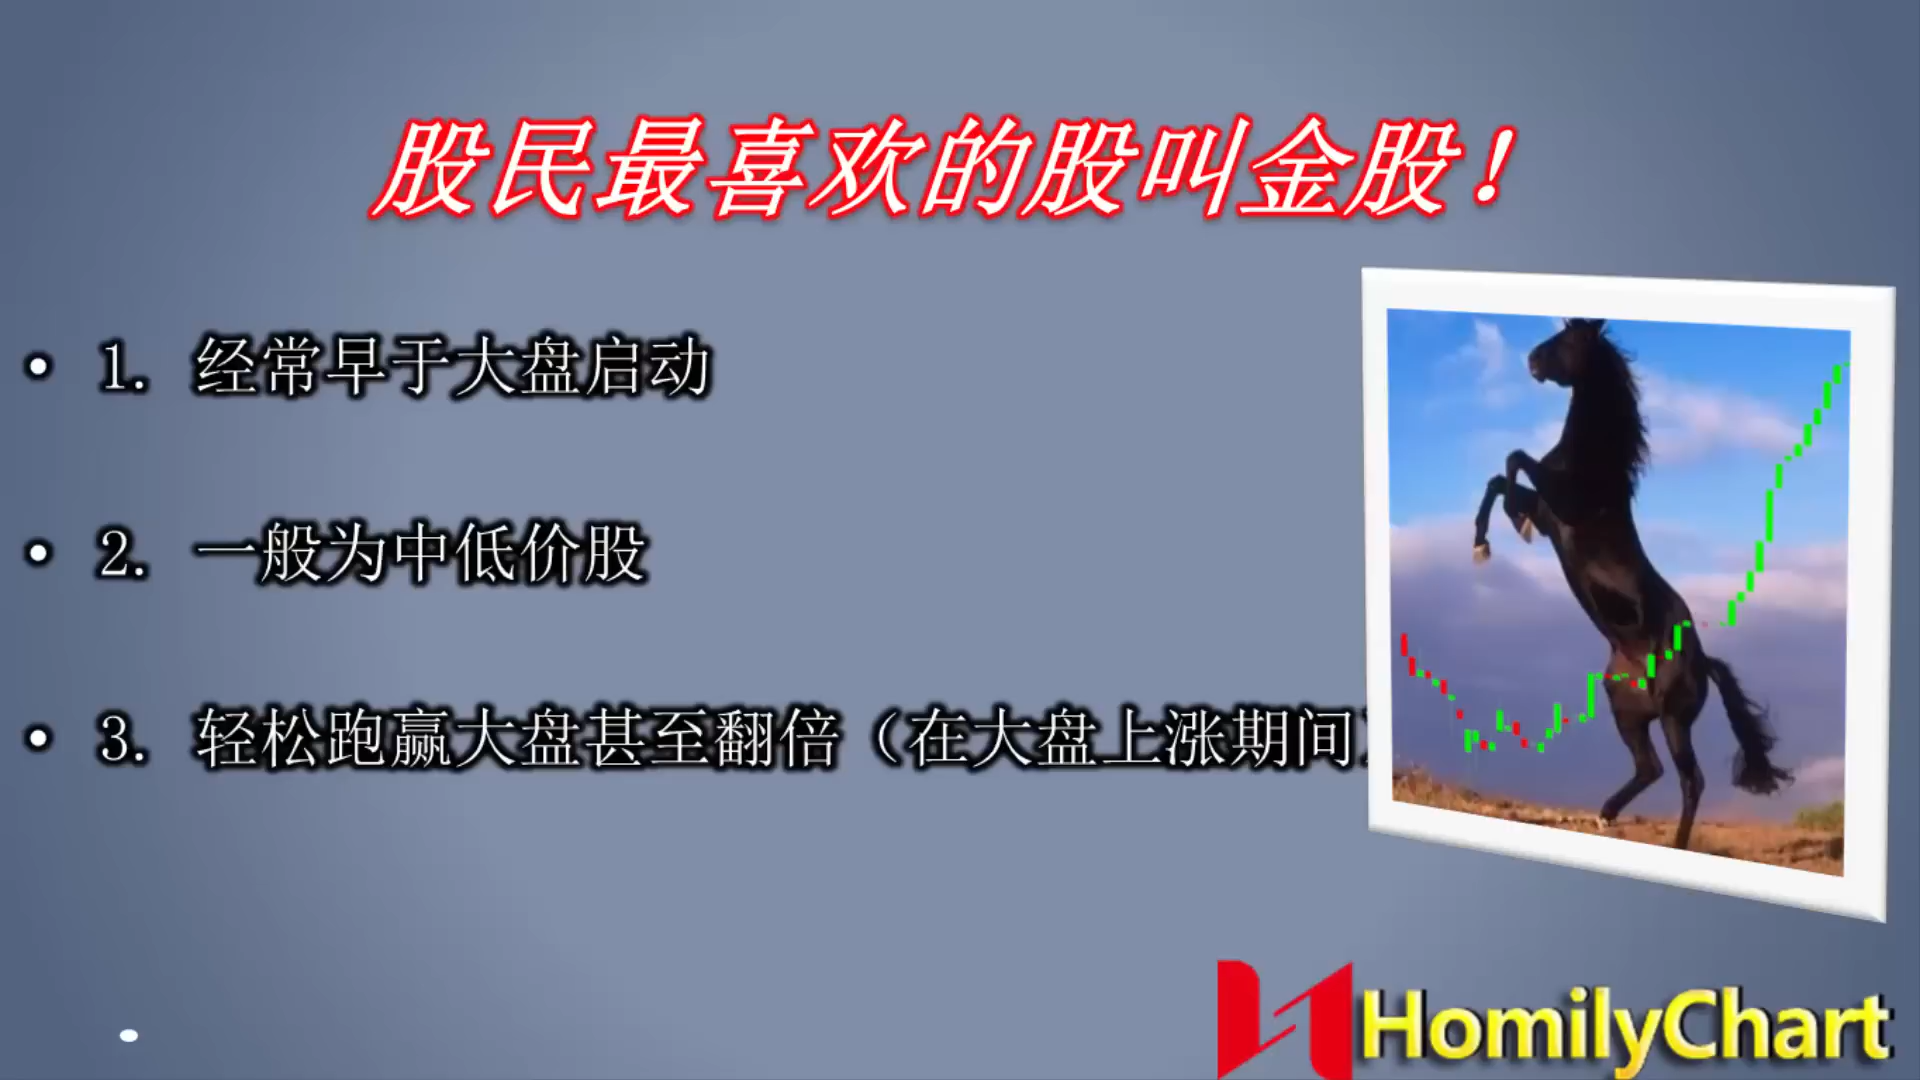 股民最喜欢的股叫金股！
• 1. 经常早于大盘启动
• 2. 一般为中低价股
• 3. 轻松跑赢大盘甚至翻倍（在大盘上涨期间）
HomilyChart